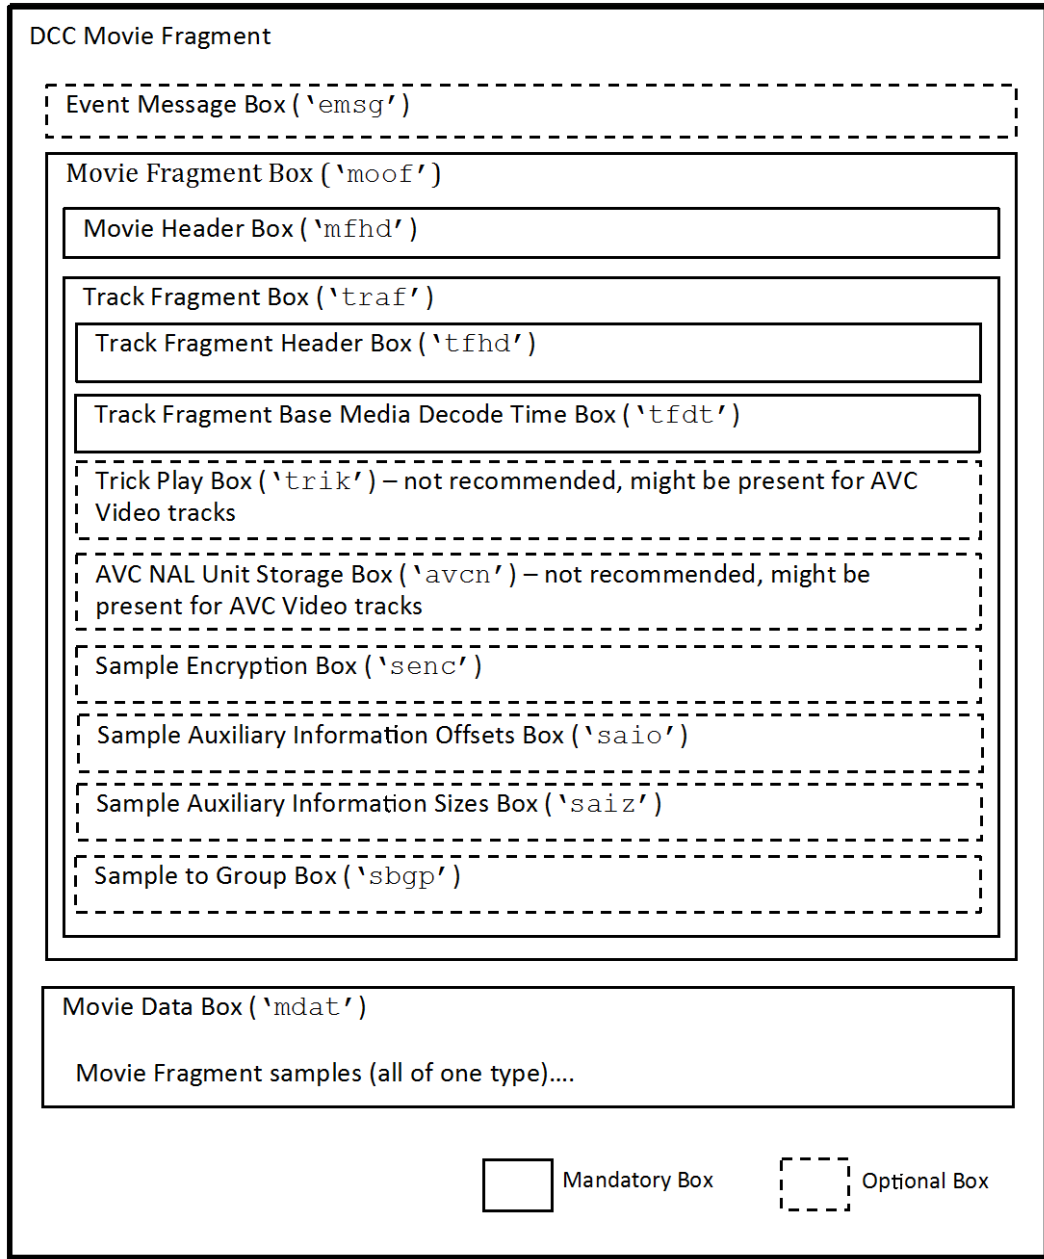 DCC Movie Fragment
Event Message Box (‘emsg’)
Movie Fragment Box (‘moof’)
Movie Header Box (‘mfhd’)
Track Fragment Box (‘traf’)
Track Fragment Header Box (‘tfhd’)
Track Fragment Base Media Decode Time Box (‘tfdt’)
Trick Play Box (‘trik’) – not recommended, might be present for AVC
Video tracks
AVC NAL Unit Storage Box (‘avcn’) – not recommended, might be
present for AVC Video tracks
Sample Encryption Box (‘senc’)
Sample Auxiliary Information Offsets Box (‘saio’)
Sample Auxiliary Information Sizes Box (‘saiz’)
Sample to Group Box (‘sbgp’)
Movie Data Box (‘mdat’)
Movie Fragment samples (all of one type)....
Mandatory Box
Optional Box